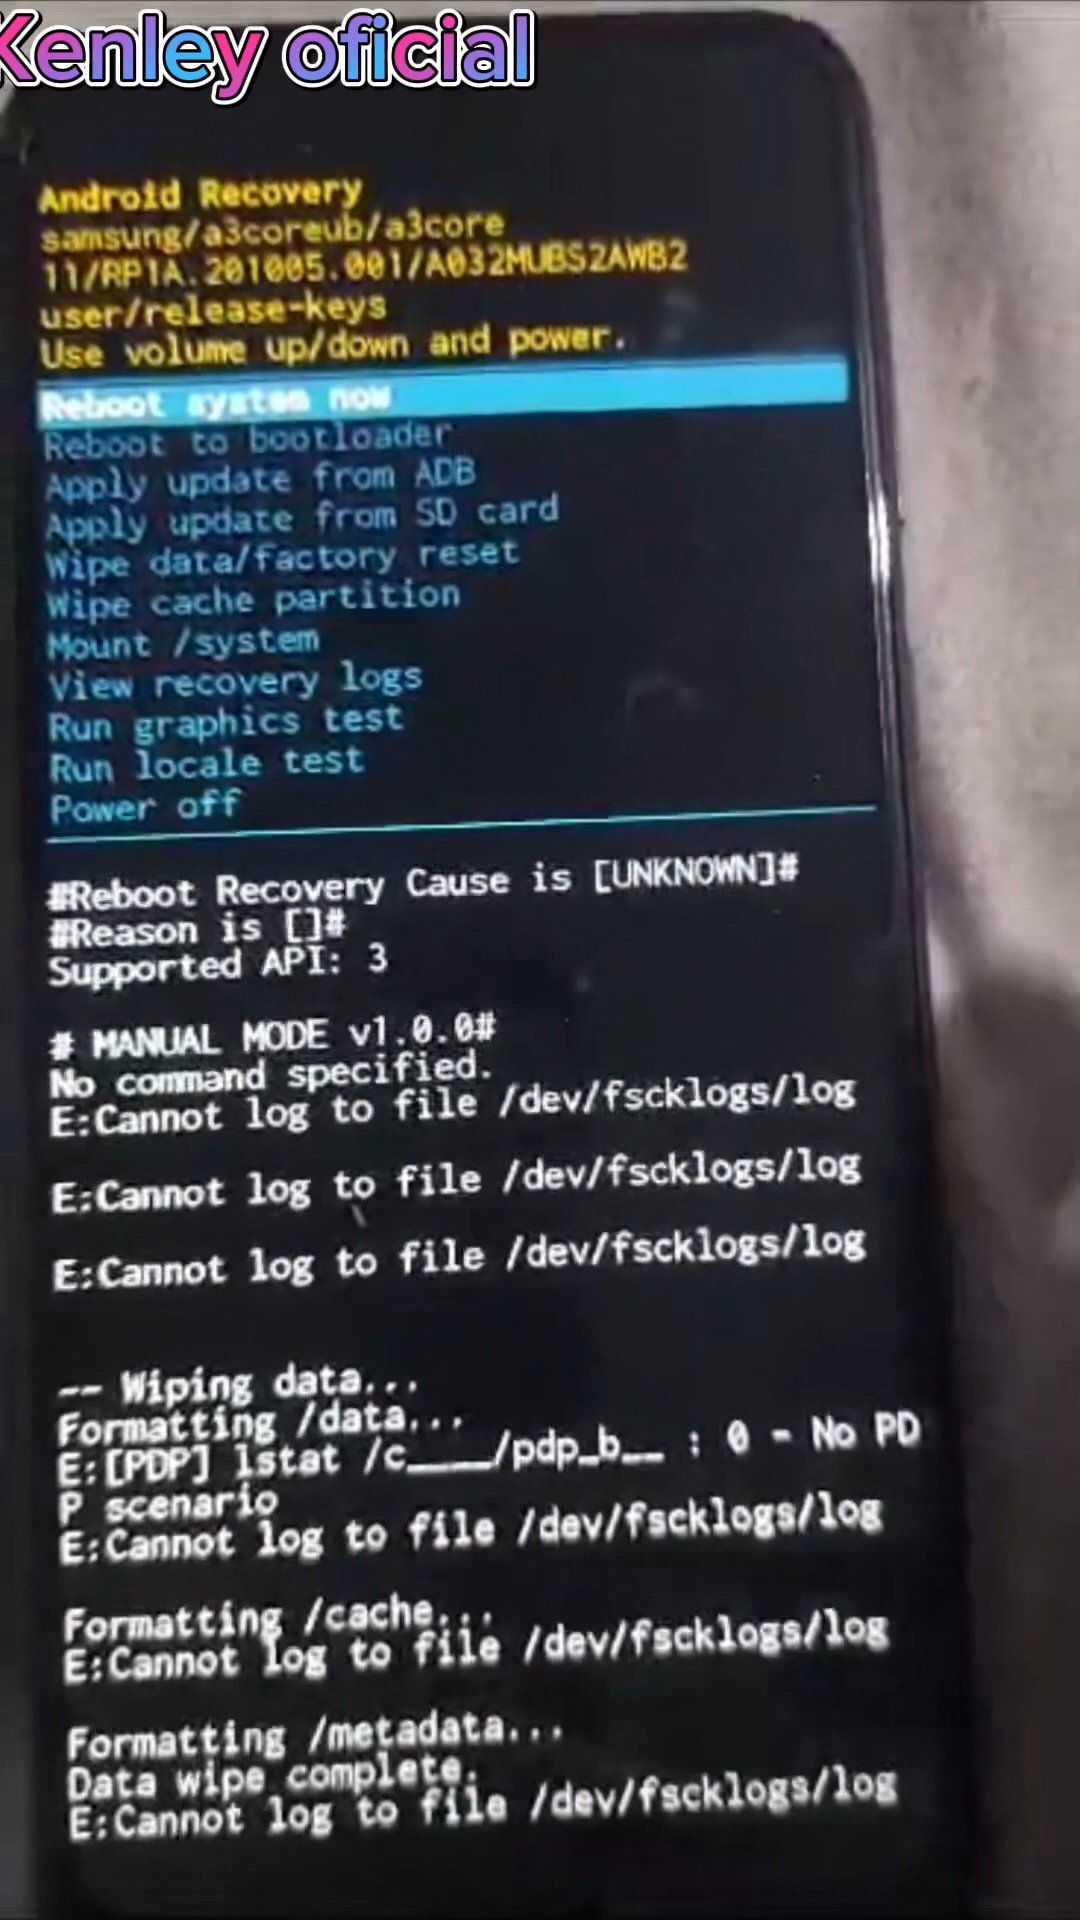 Kenley oficial
Android Recovery
samsung/a3coreub/a3core
11/RP1A.201005.001/A032MUBS2AWB2
user/release-keys
Use volume up/down and power.
Reboot system now
Reboot to bootloader
Apply update from ADB
Apply update from SD card
Wipe data/factory reset
Wipe cache partition
Mount /system
View recovery logs
Run graphics test
Run locale test
Power off
#Reboot Recovery Cause is [UNKNOWN]#
#Reason is []#
Supported API: 3
# MANUAL MODE v1.0.0#
No command specified.
E:Cannot log to file /dev/fscklogs/log
E:Cannot log to file /dev/fscklogs/log
E:Cannot log to file /dev/fscklogs/log
-- Wiping data...
Formatting /data...
E:[PDP] lstat /c____/pdp_b__ : 0 - No PD
P scenario
E:Cannot log to file /dev/fscklogs/log
Formatting /cache...
E:Cannot log to file /dev/fscklogs/log
Formatting /metadata...
Data wipe complete.
E:Cannot log to file /dev/fscklogs/log